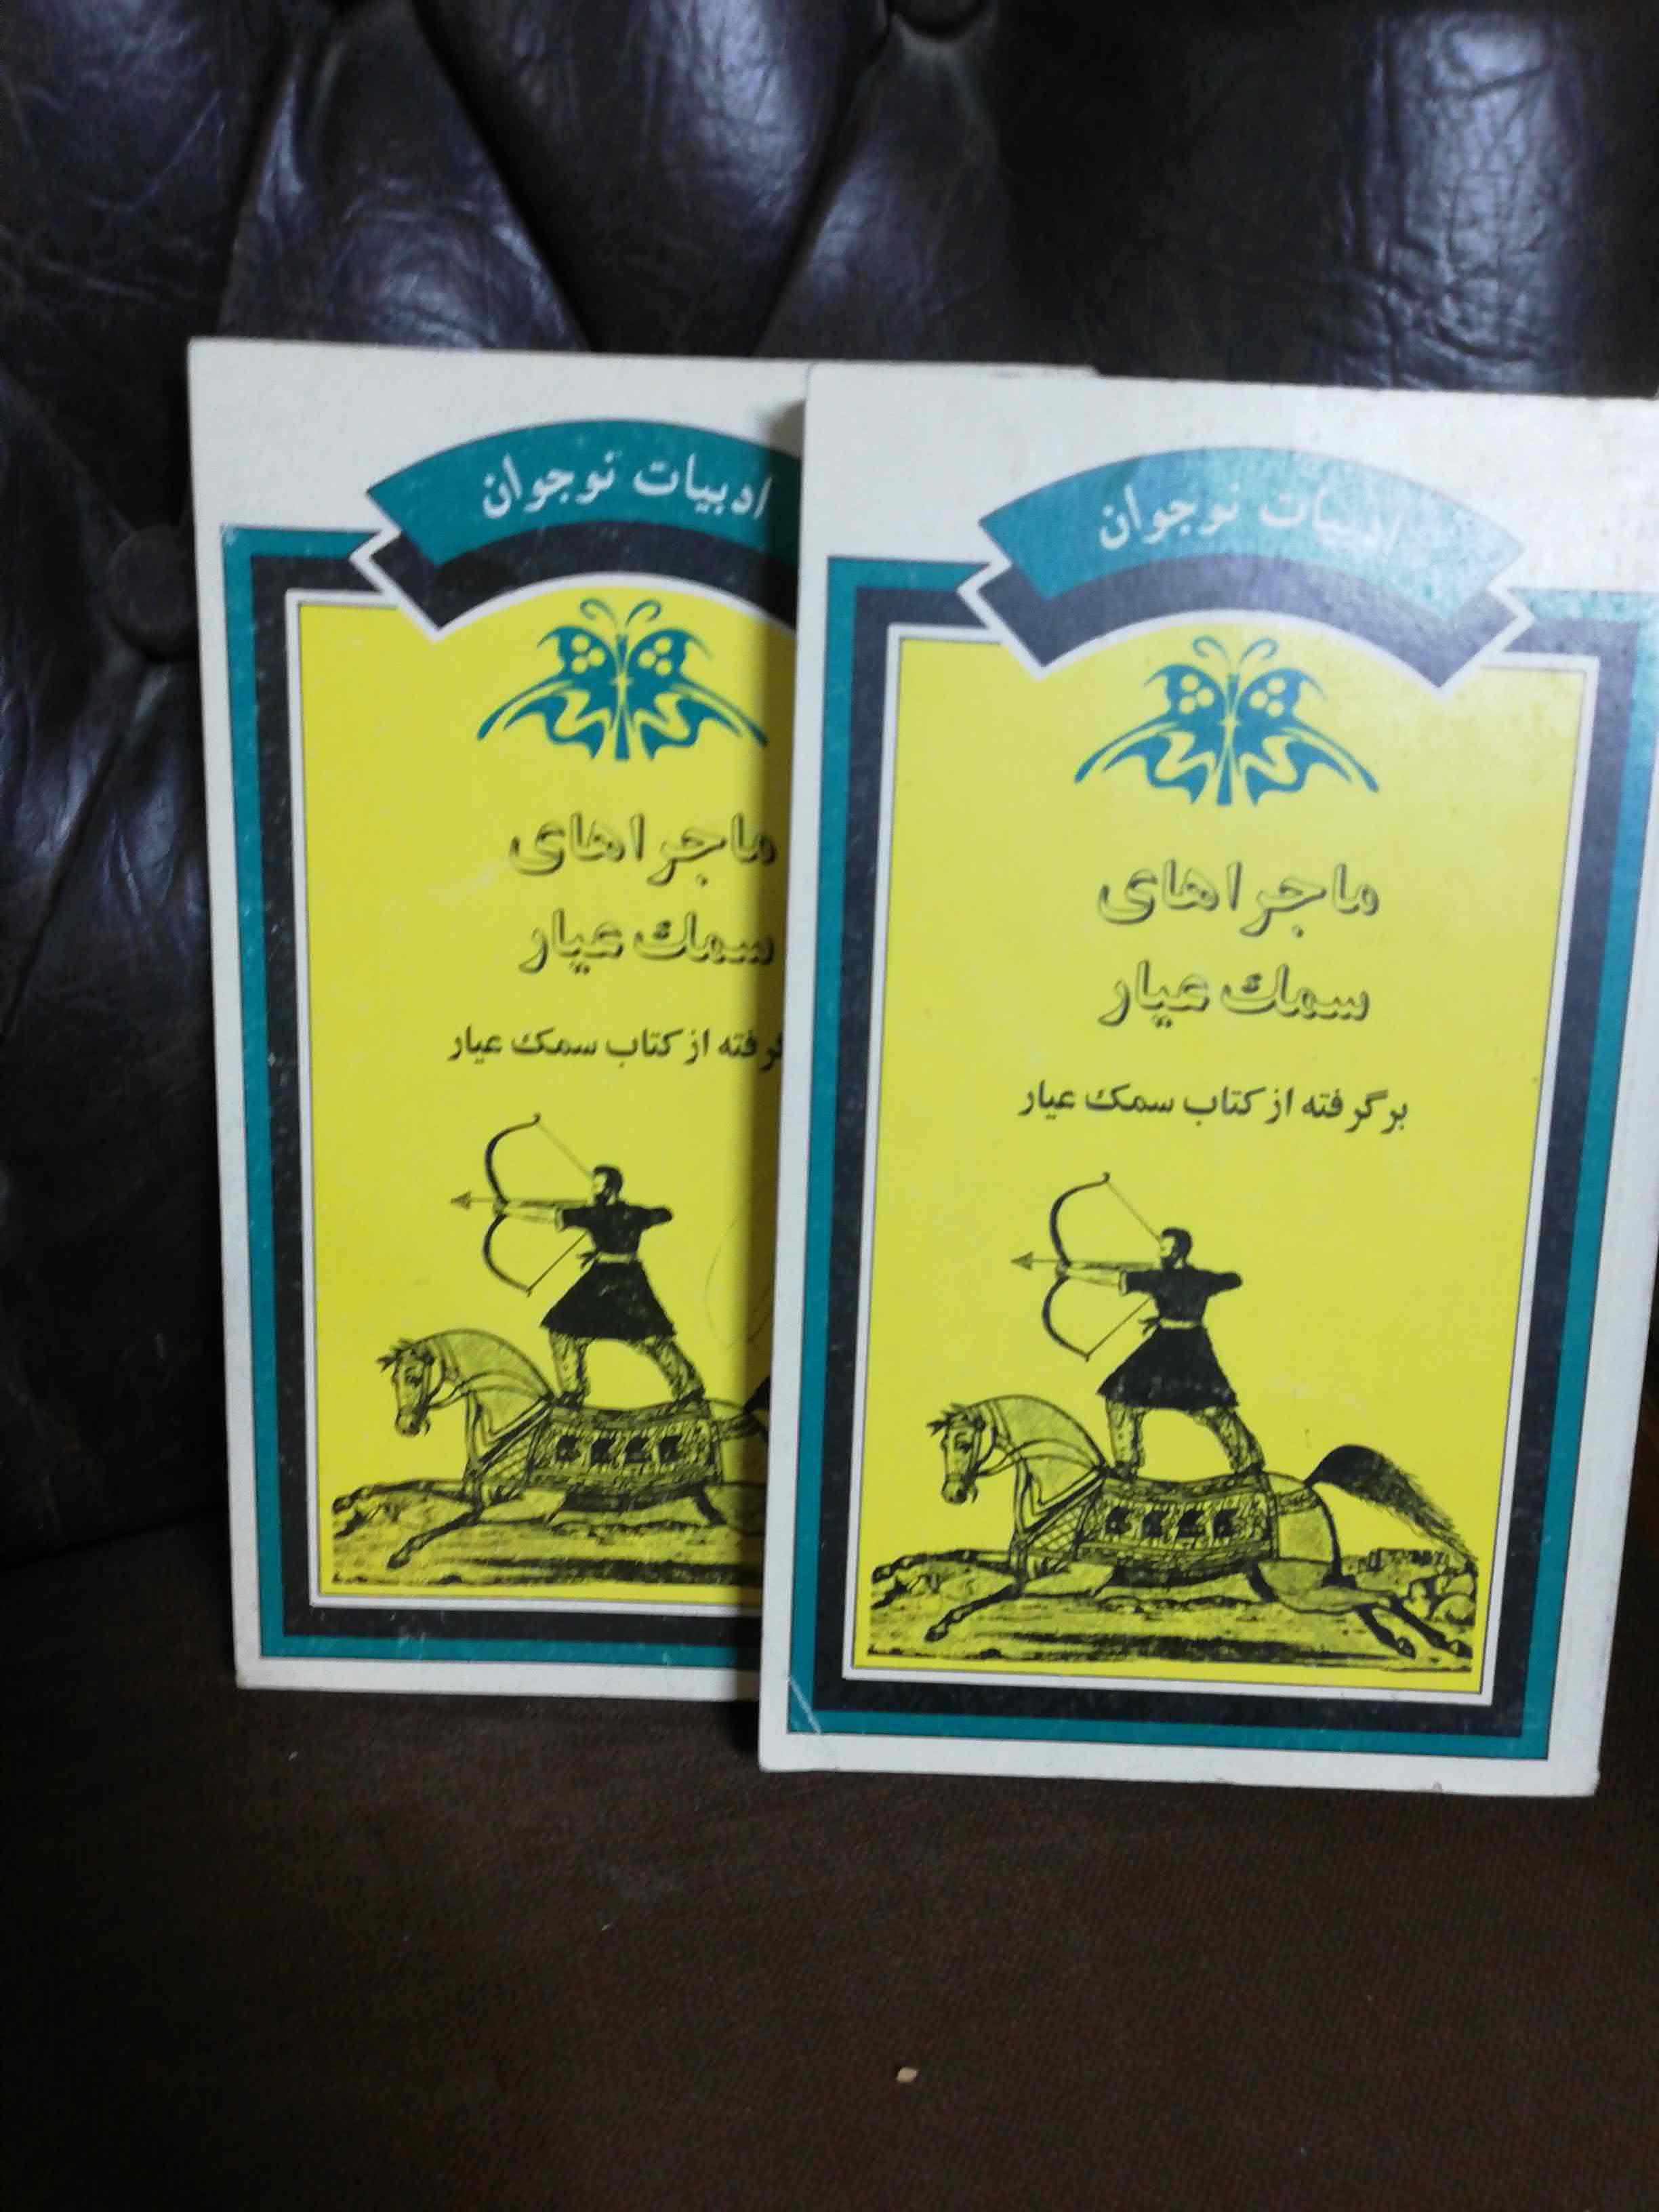 ادبیات نوجوان
ماجراهای
سمک عیار
برگرفته از کتاب سمک عیار
ادبیات نوجوان
ماجراهای
سمک عیار
از کتاب سمک عیار